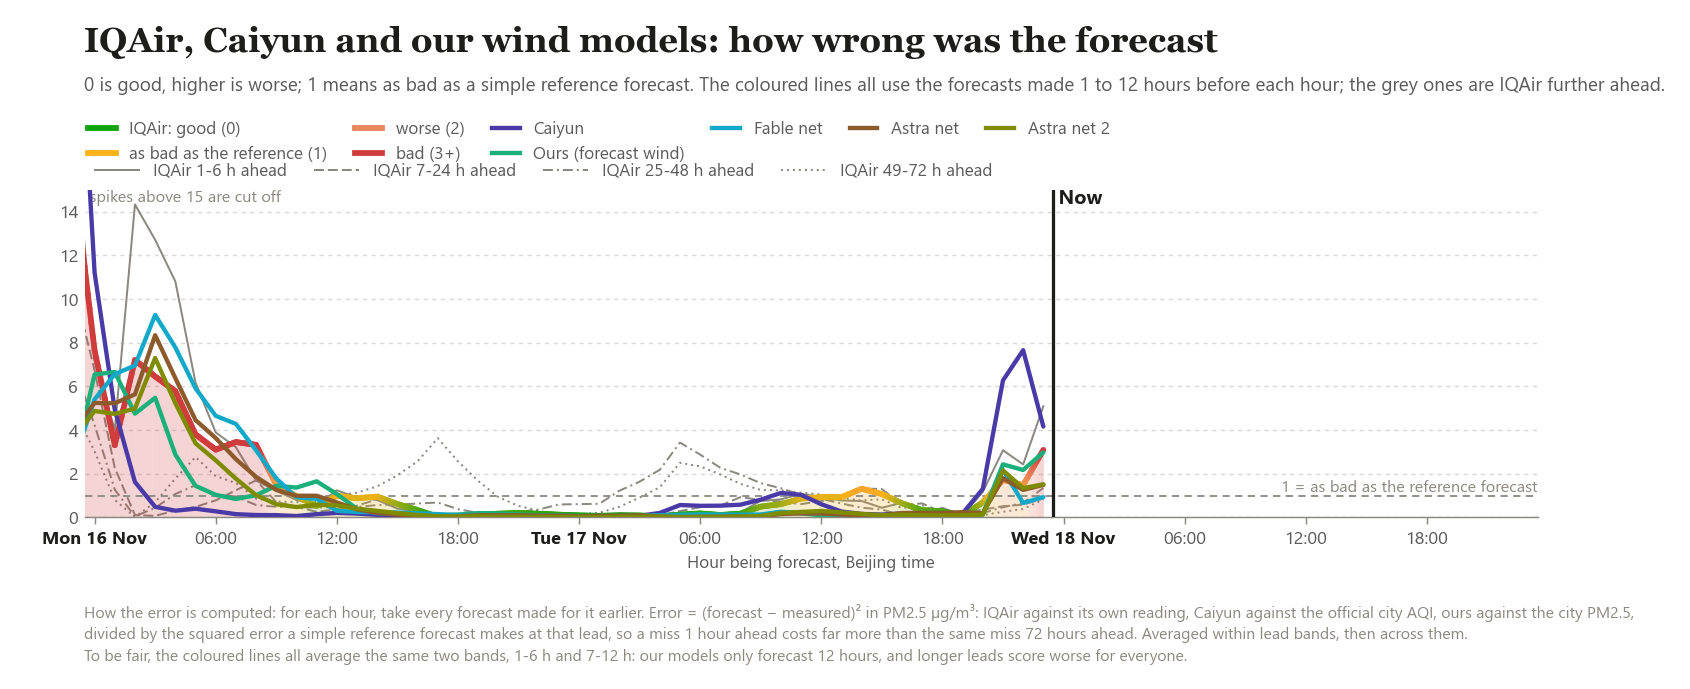 IQAir, Caiyun and our wind models: how wrong was the forecast
0 is good, higher is worse; 1 means as bad as a simple reference forecast. The coloured lines all use the forecasts made 1 to 12 hours before each hour; the grey ones are IQAir further ahead.
IQAir: good (0) worse (2) Caiyun Fable net Astra net Astra net 2
as bad as the reference (1) bad (3+) Ours (forecast wind)
IQAir 1-6 h ahead IQAir 7-24 h ahead IQAir 25-48 h ahead IQAir 49-72 h ahead
spikes above 15 are cut off
Now
14
12
10
8
6
4
2
0
1 = as bad as the reference forecast
Mon 16 Nov 06:00 12:00 18:00 Tue 17 Nov 06:00 12:00 18:00 Wed 18 Nov 06:00 12:00 18:00
Hour being forecast, Beijing time
How the error is computed: for each hour, take every forecast made for it earlier. Error = (forecast − measured)² in PM2.5 µg/m³: IQAir against its own reading, Caiyun against the official city AQI, ours against the city PM2.5,
divided by the squared error a simple reference forecast makes at that lead, so a miss 1 hour ahead costs far more than the same miss 72 hours ahead. Averaged within lead bands, then across them.
To be fair, the coloured lines all average the same two bands, 1-6 h and 7-12 h: our models only forecast 12 hours, and longer leads score worse for everyone.